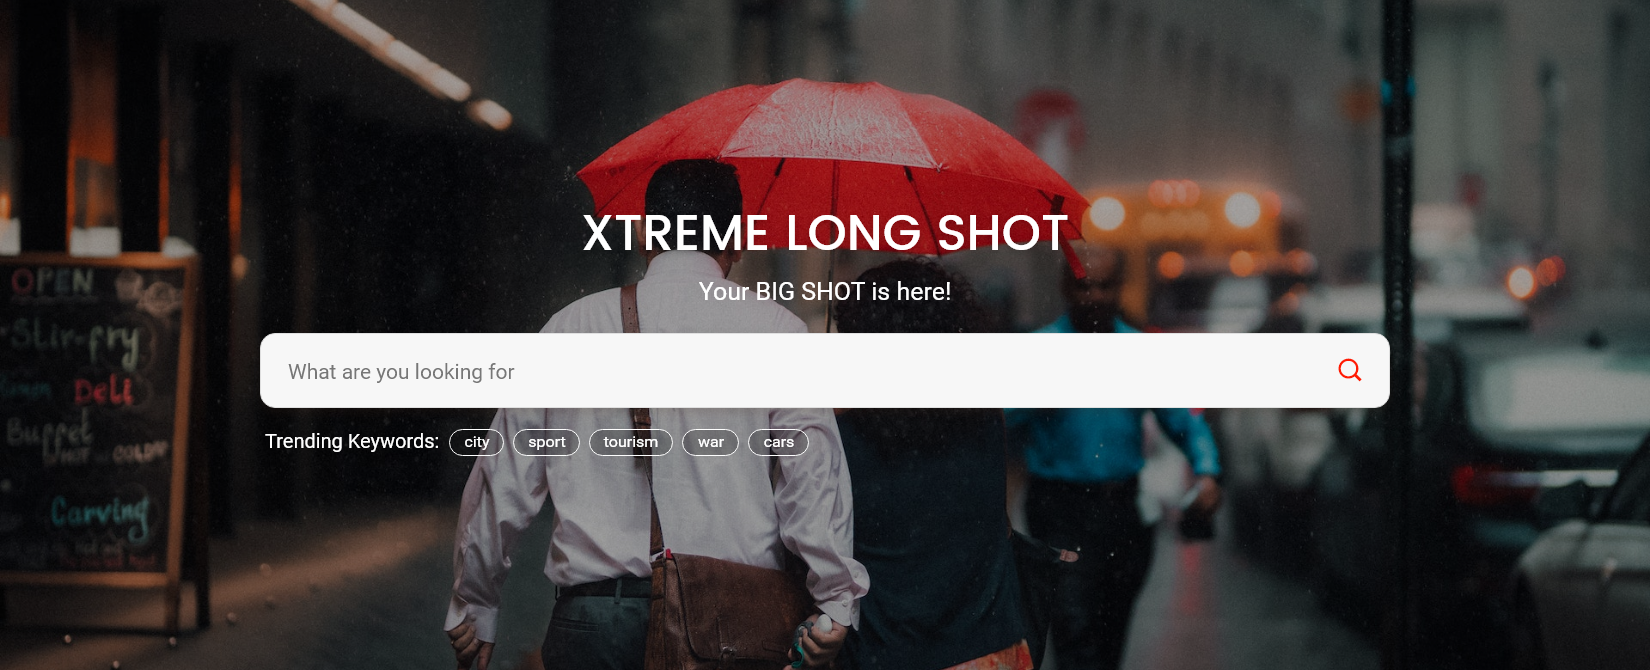 XTREME LONG SHOT
Your BIG SHOT is here!
What are you looking for
Trending Keywords: city sport tourism war cars
OPEN
Stir-fry
Deli
Buffet
HOT COLD
Carving